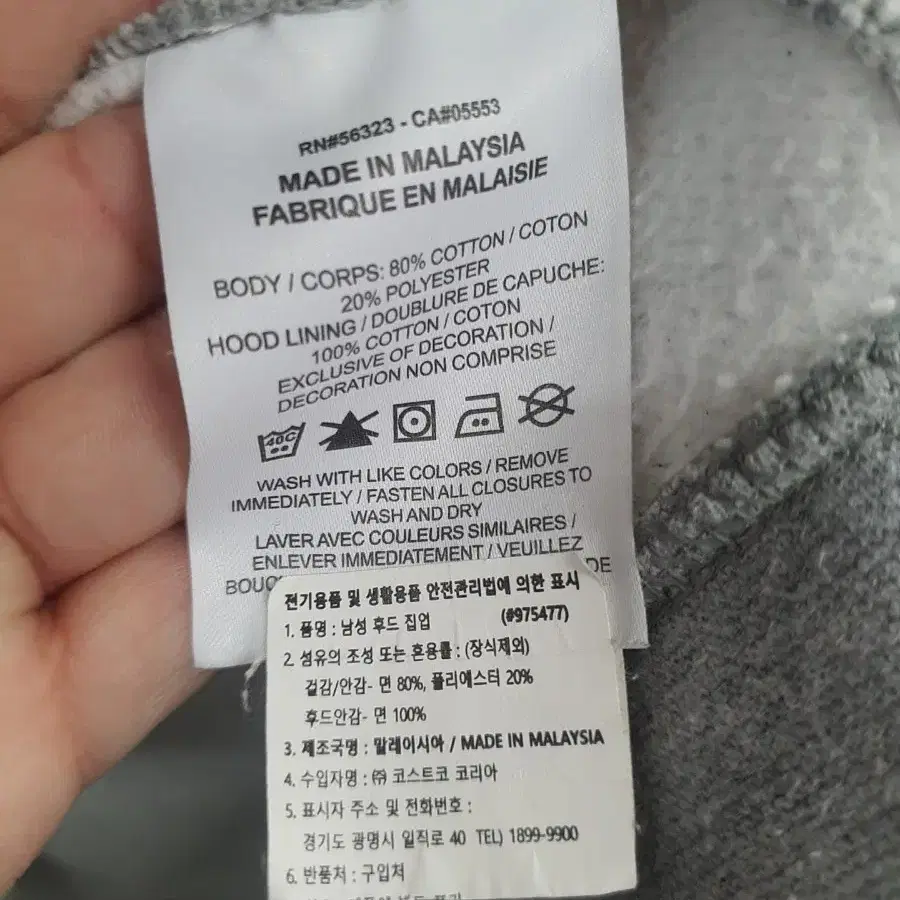 RN#56323 - CA#05553
MADE IN MALAYSIA
FABRIQUE EN MALAISIE
BODY / CORPS: 80% COTTON / COTON
20% POLYESTER
HOOD LINING / DOUBLURE DE CAPUCHE:
100% COTTON / COTON
EXCLUSIVE OF DECORATION /
DECORATION NON COMPRISE
40C
WASH WITH LIKE COLORS / REMOVE
IMMEDIATELY / FASTEN ALL CLOSURES TO
WASH AND DRY
LAVER AVEC COULEURS SIMILAIRES /
ENLEVER IMMEDIATEMENT / VEUILLEZ
DE
전기용품 및 생활용품 안전관리법에 의한 표시
1. 품명 : 남성 후드 집업 (#975477)
2. 섬유의 조성 또는 혼용률 : (장식제외)
겉감/안감- 면 80%, 폴리에스터 20%
후드안감- 면 100%
3. 제조국명 : 말레이시아 / MADE IN MALAYSIA
4. 수입자명 : ㈜ 코스트코 코리아
5. 표시자 주소 및 전화번호 :
경기도 광명시 일직로 40 TEL) 1899-9900
6. 반품처 : 구입처